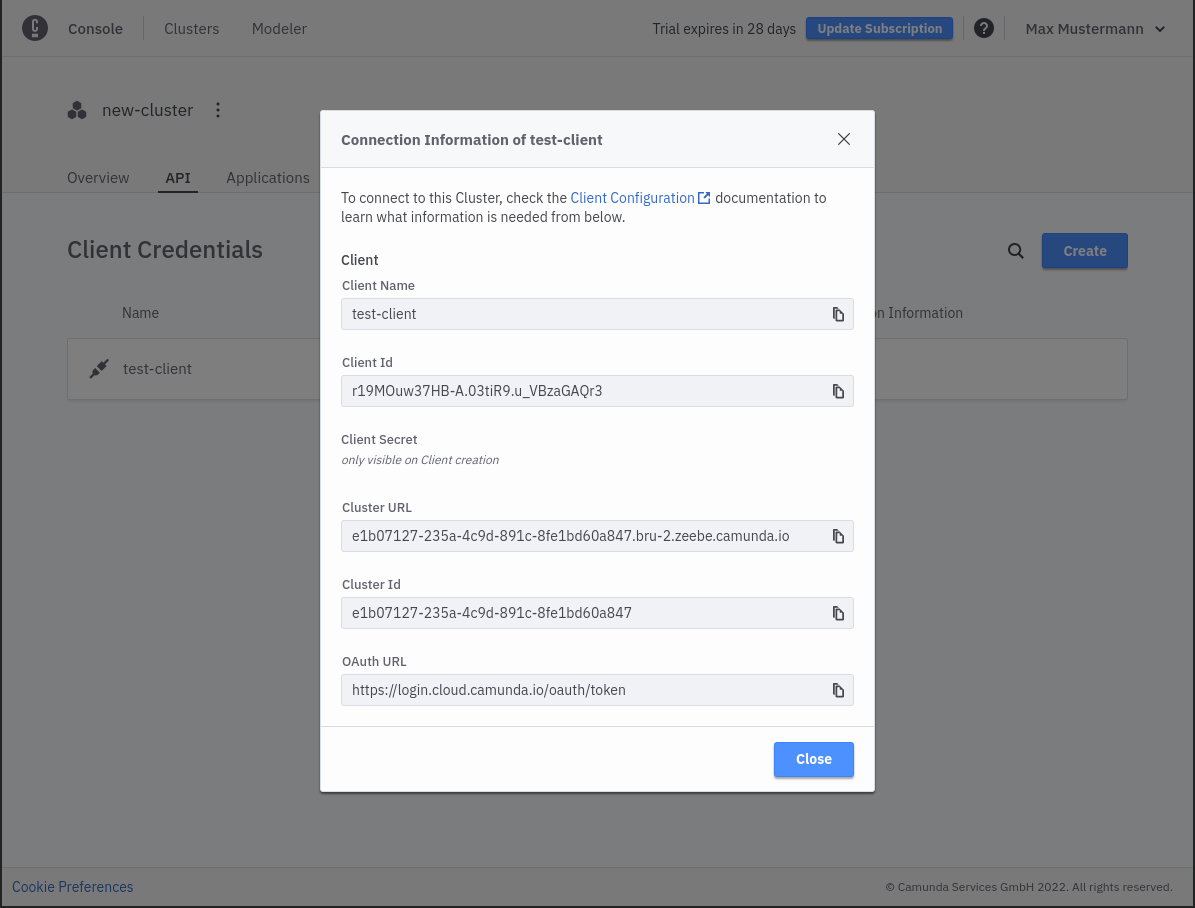 Console
Clusters
Modeler
Trial expires in 28 days
Update Subscription
?
Max Mustermann
new-cluster
Overview
API
Applications
Client Credentials
Create
Name
Information
test-client
Connection Information of test-client
To connect to this Cluster, check the Client Configuration documentation to
learn what information is needed from below.
Client
Client Name
test-client
Client Id
r19MOuw37HB-A.03tiR9.u_VBzaGAQr3
Client Secret
only visible on Client creation
Cluster URL
e1b07127-235a-4c9d-891c-8fe1bd60a847.bru-2.zeebe.camunda.io
Cluster Id
e1b07127-235a-4c9d-891c-8fe1bd60a847
OAuth URL
https://login.cloud.camunda.io/oauth/token
Close
Cookie Preferences
© Camunda Services GmbH 2022. All rights reserved.